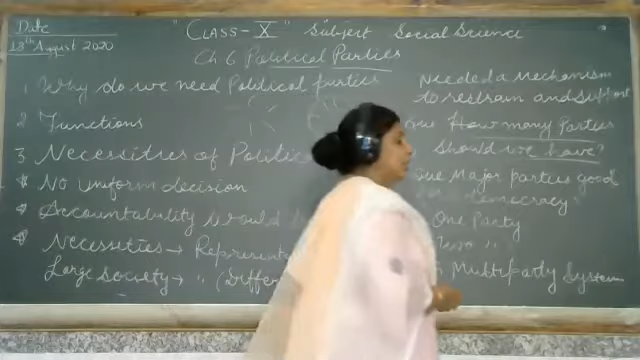 Date
13th August 2020
"CLASS-X" Subject Social Science
Ch 6 Political Parties
1 Why do we need Political parties
2 Functions
3 Necessities of Politic
No uniform decision
Accountability would
Necessities → Represent
Large Society → " (Differ
Needed a Mechanism
to restrain and support
How many Parties
should we have?
Major parties good
democracy
One Party
Two "
Multiparty System